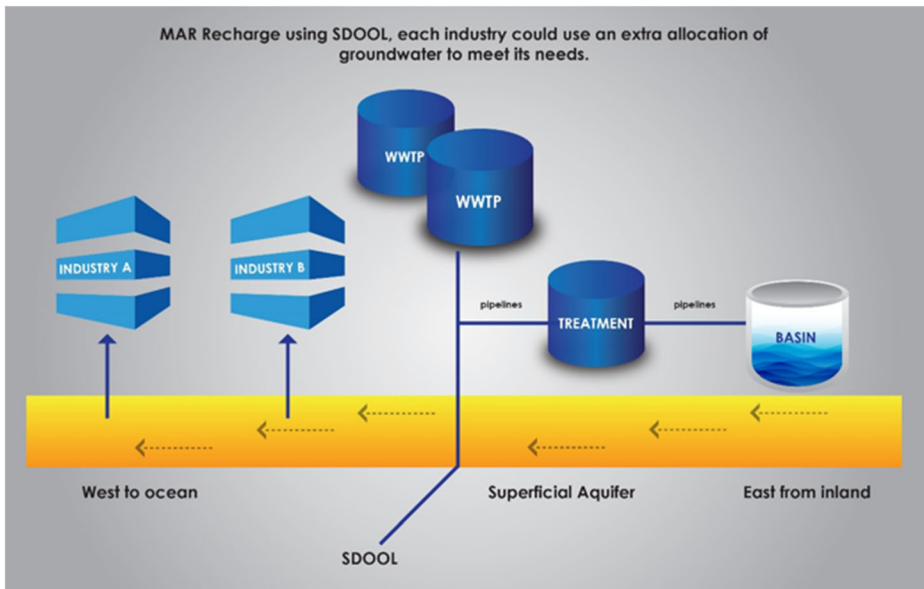 MAR Recharge using SDOOL, each industry could use an extra allocation of
groundwater to meet its needs.
WWTP
WWTP
INDUSTRY A
INDUSTRY B
pipelines
TREATMENT
pipelines
BASIN
West to ocean
Superficial Aquifer
East from inland
SDOOL